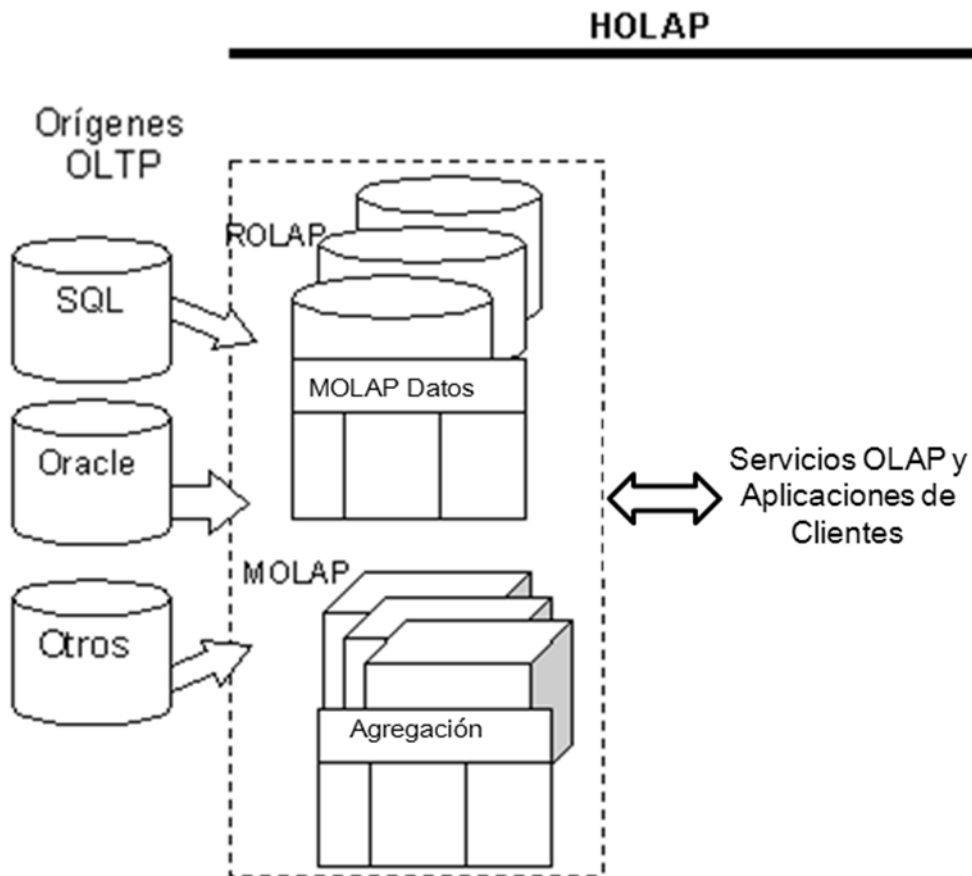 HOLAP
Orígenes
OLTP
ROLAP
SQL
MOLAP Datos
Oracle
Servicios OLAP y
Aplicaciones de
Clientes
MOLAP
Otros
Agregación